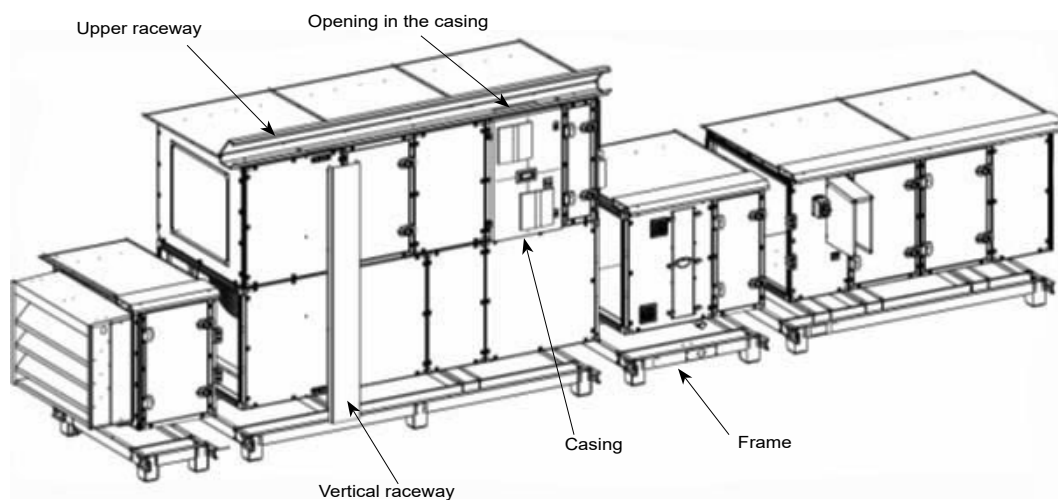 Opening in the casing
Upper raceway
Casing
Frame
Vertical raceway